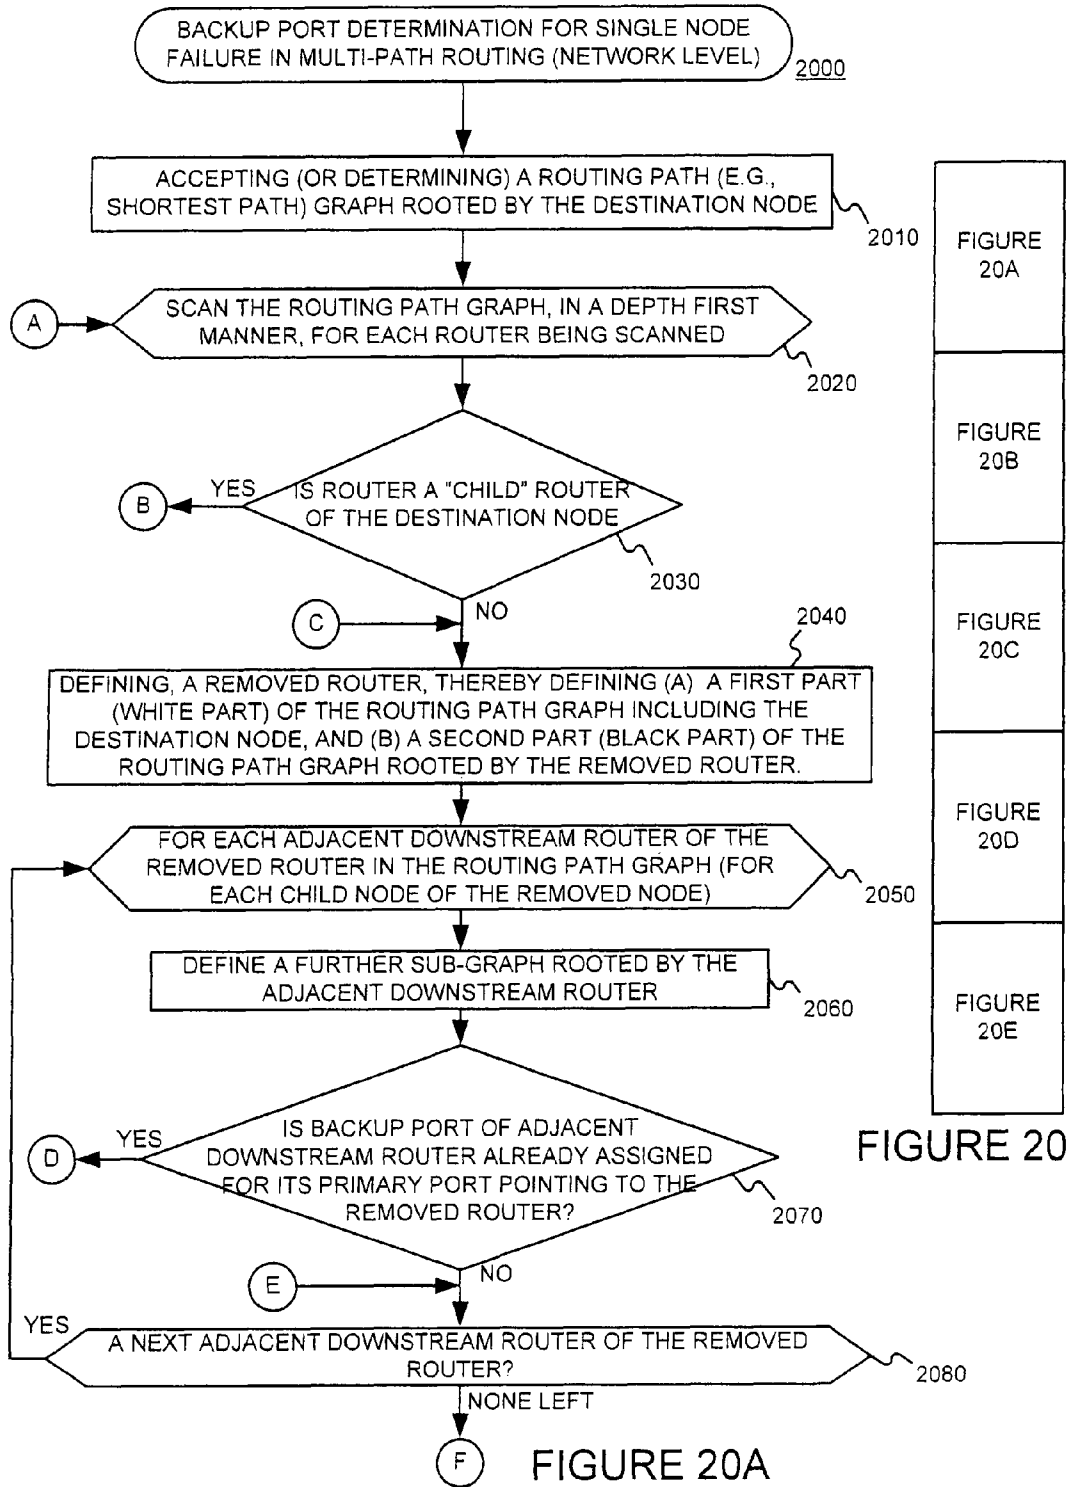 BACKUP PORT DETERMINATION FOR SINGLE NODE
FAILURE IN MULTI-PATH ROUTING (NETWORK LEVEL)
2000
ACCEPTING (OR DETERMINING) A ROUTING PATH (E.G.,
SHORTEST PATH) GRAPH ROOTED BY THE DESTINATION NODE
2010
A
SCAN THE ROUTING PATH GRAPH, IN A DEPTH FIRST
MANNER, FOR EACH ROUTER BEING SCANNED
2020
B
YES
IS ROUTER A "CHILD" ROUTER
OF THE DESTINATION NODE
2030
NO
C
2040
DEFINING, A REMOVED ROUTER, THEREBY DEFINING (A) A FIRST PART
(WHITE PART) OF THE ROUTING PATH GRAPH INCLUDING THE
DESTINATION NODE, AND (B) A SECOND PART (BLACK PART) OF THE
ROUTING PATH GRAPH ROOTED BY THE REMOVED ROUTER.
FOR EACH ADJACENT DOWNSTREAM ROUTER OF THE
REMOVED ROUTER IN THE ROUTING PATH GRAPH (FOR
EACH CHILD NODE OF THE REMOVED NODE)
2050
DEFINE A FURTHER SUB-GRAPH ROOTED BY THE
ADJACENT DOWNSTREAM ROUTER
2060
D
YES
IS BACKUP PORT OF ADJACENT
DOWNSTREAM ROUTER ALREADY ASSIGNED
FOR ITS PRIMARY PORT POINTING TO THE
REMOVED ROUTER?
2070
NO
E
YES
A NEXT ADJACENT DOWNSTREAM ROUTER OF THE REMOVED
ROUTER?
2080
NONE LEFT
F
FIGURE 20A
FIGURE
20A
FIGURE
20B
FIGURE
20C
FIGURE
20D
FIGURE
20E
FIGURE 20